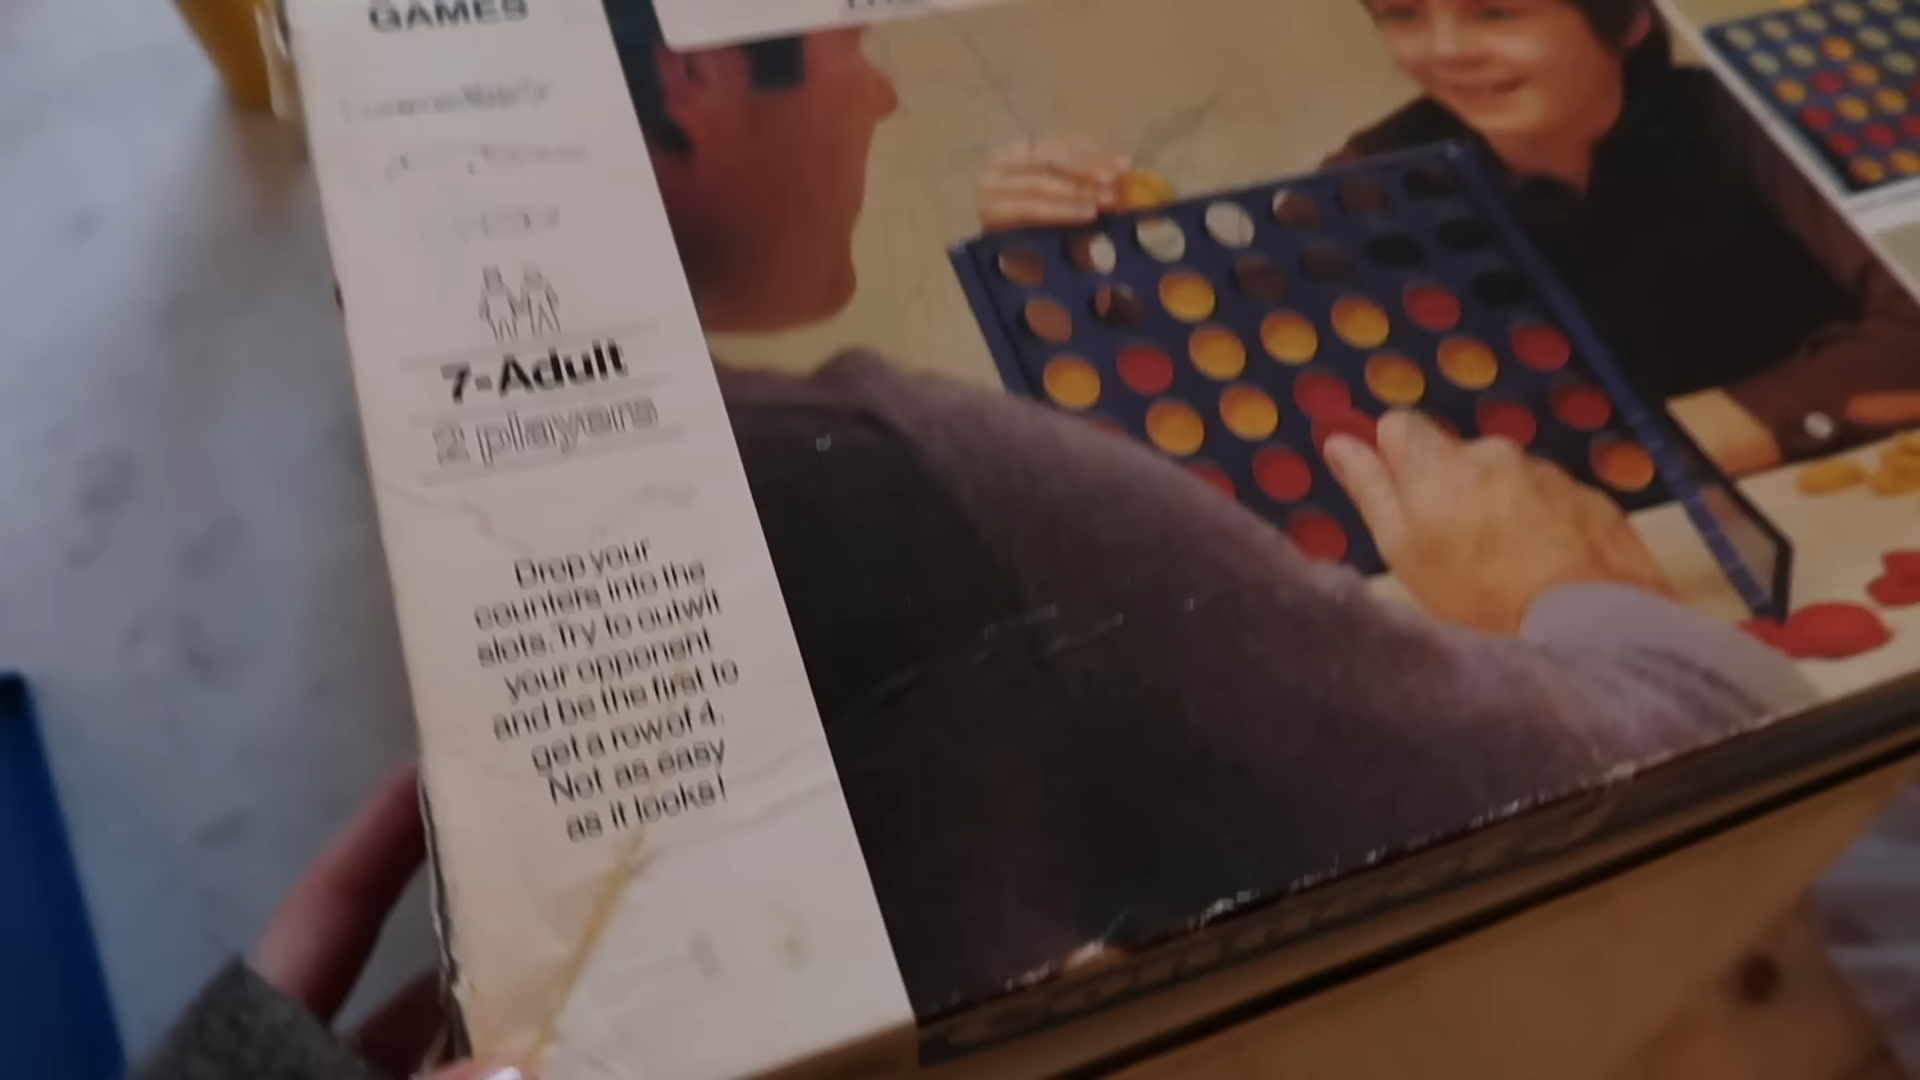 GAMES
7-Adult
2 players
Drop your
counters into the
slots. Try to outwit
your opponent
and be the first to
get a row of 4.
Not as easy
as it looks!